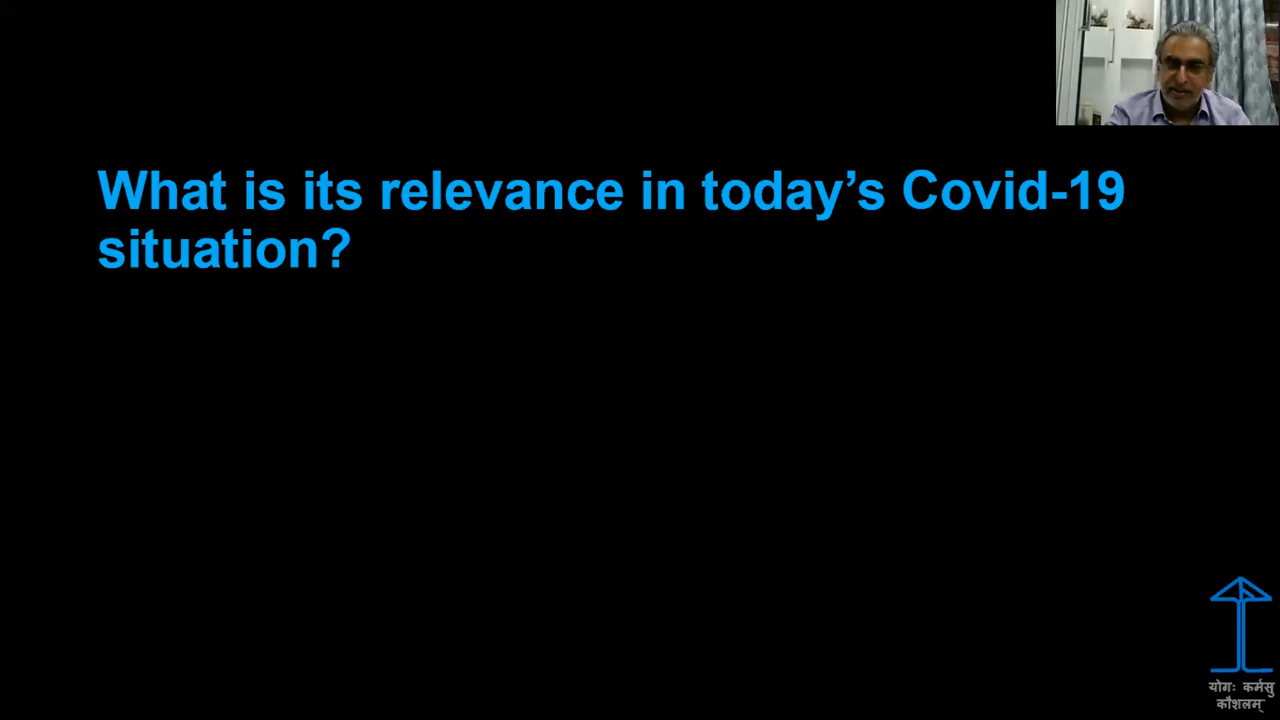 What is its relevance in today’s Covid-19
situation?
योगः कर्मसु
कौशलम्